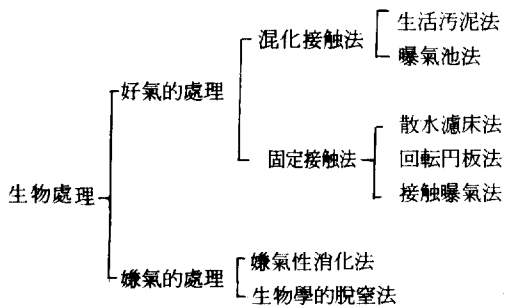 生物處理
好氣的處理
混化接触法
生活汚泥法
曝氣池法
固定接触法
散水濾床法
回転円板法
接触曝氣法
嫌氣的處理
嫌氣性消化法
生物學的脫窒法